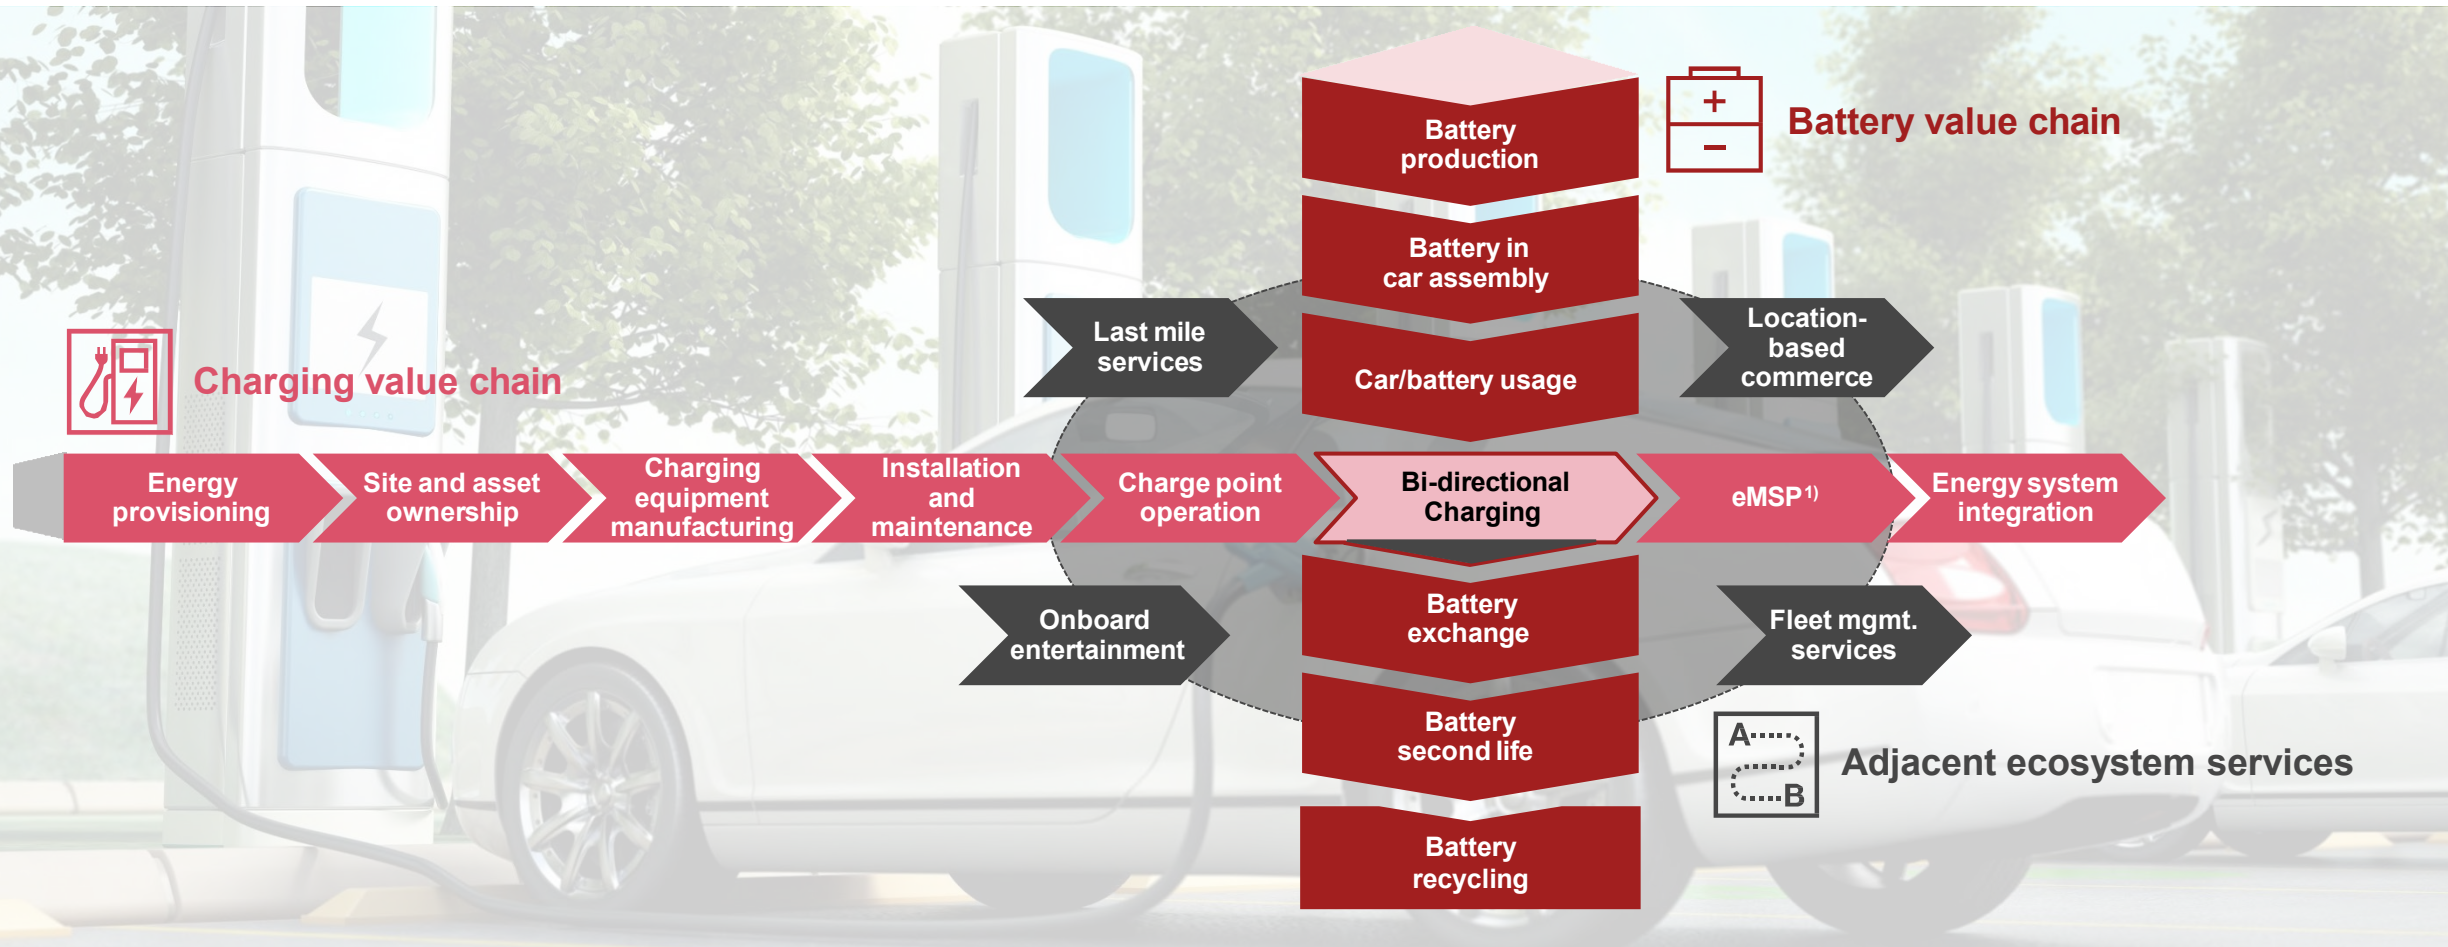 Battery
production
+
−
Battery value chain
Battery in
car assembly
Last mile
services
Location-
based
commerce
Car/battery usage
Charging value chain
Energy
provisioning
Site and asset
ownership
Charging
equipment
manufacturing
Installation
and
maintenance
Charge point
operation
Bi-directional
Charging
eMSP¹⁾
Energy system
integration
Onboard
entertainment
Battery
exchange
Fleet mgmt.
services
Battery
second life
A
B
Adjacent ecosystem services
Battery
recycling